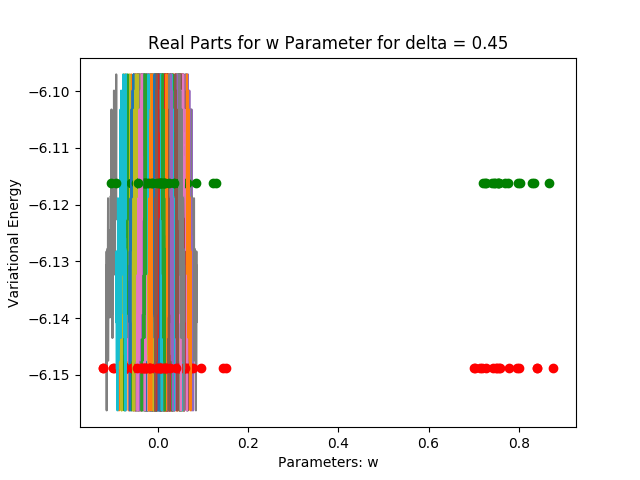 Real Parts for w Parameter for delta = 0.45
Variational Energy
−6.10
−6.11
−6.12
−6.13
−6.14
−6.15
0.0 0.2 0.4 0.6 0.8
Parameters: w